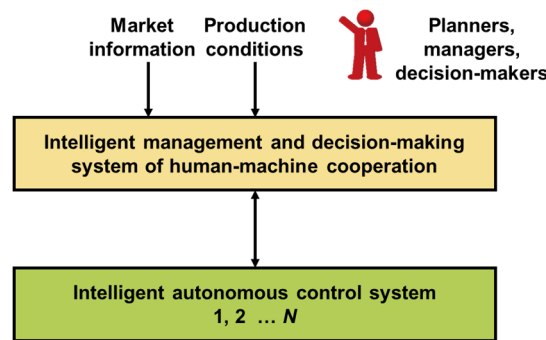 Market
information
Production
conditions
Planners,
managers,
decision-makers
Intelligent management and decision-making
system of human-machine cooperation
Intelligent autonomous control system
1, 2 … N